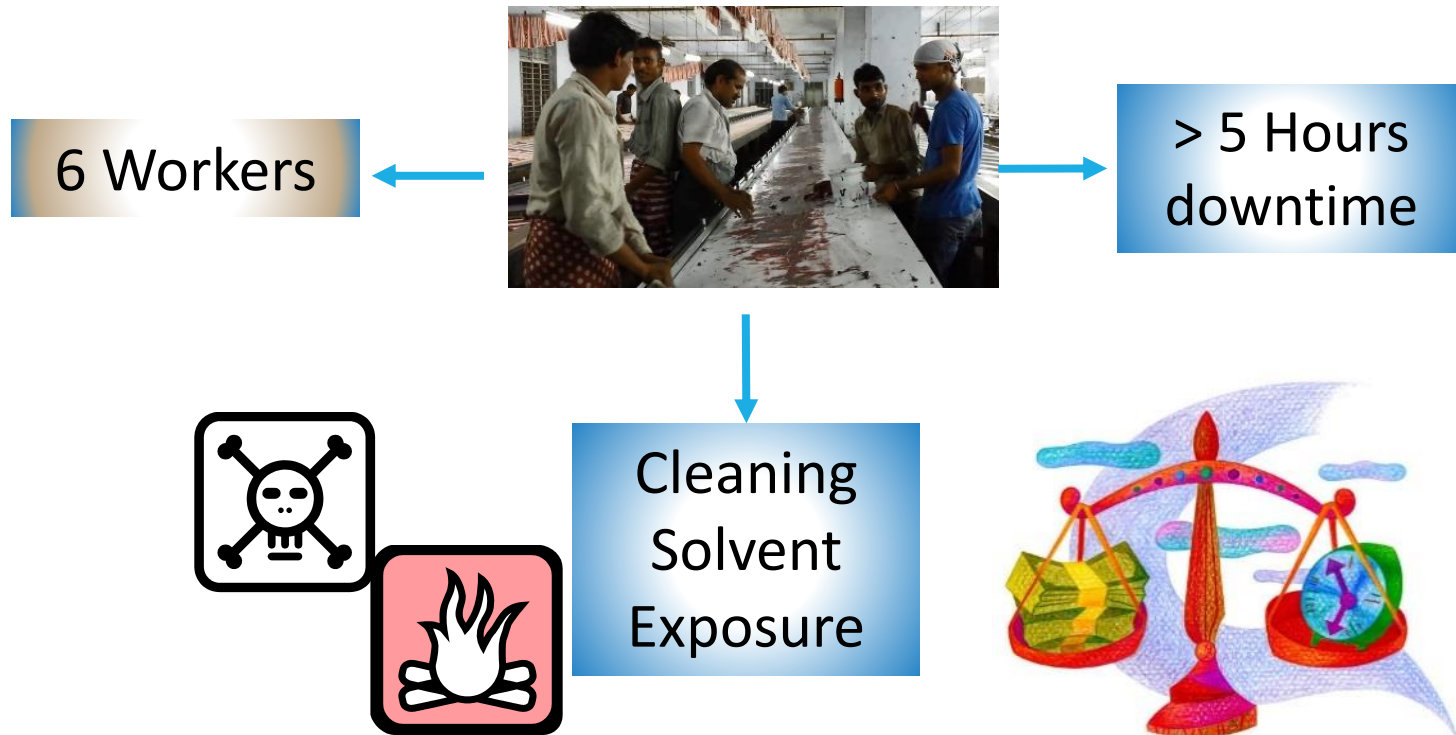 6 Workers
> 5 Hours
downtime
Cleaning
Solvent
Exposure